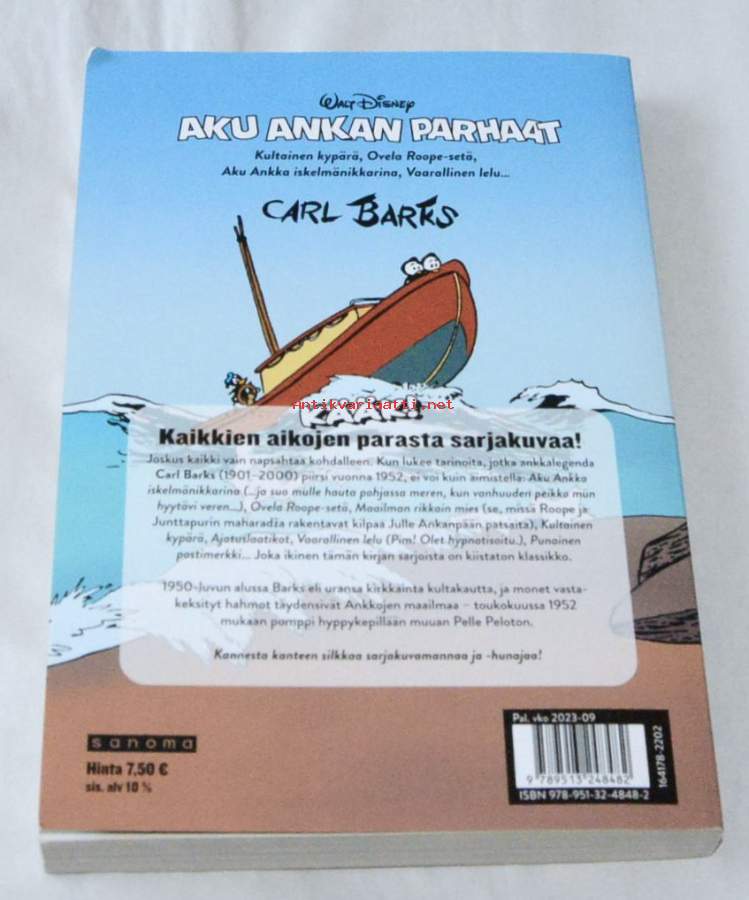 WALT DISNEY
AKU ANKAN PARHAAT
Kultainen kypärä, Ovela Roope-setä,
Aku Ankka iskelmänikkarina, Vaarallinen lelu...
CARL BARKS
Antikvariaatti.net
KÄÄK!
Kaikkien aikojen parasta sarjakuvaa!
Joskus kaikki vain napsahtaa kohdalleen. Kun lukee tarinoita, jotka ankkalegenda
Carl Barks (1901–2000) piirsi vuonna 1952, ei voi kuin aimistella: Aku Ankka
iskelmänikkarina (...ja suo mulle hauta pohjassa meren, kun vanhuuden peikko mun
hyytävi veren...), Ovela Roope-setä, Maailman rikkain mies (se, missä Roope ja
Junttapurin maharadja rakentavat kilpaa Julle Ankanpään patsaita), Kultainen
kypärä, Ajatuslaatikot, Vaarallinen lelu (Pim! Olet hypnotisoitu.), Punainen
postimerkki... Joka ikinen tämän kirjan sarjoista on kiistaton klassikko.
1950-luvun alussa Barks eli uransa kirkkainta kultakautta, ja monet vasta-
keksityt hahmot täydensivät Ankkojen maailmaa – toukokuussa 1952
mukaan pomppi hyppykepillään muuan Pelle Peloton.
Kannesta kanteen silkkaa sarjakuvamannaa ja -hunajaa!
sanoma
Hinta 7,50 €
sis. alv 10 %
Pal. vko 2023-09
9 789513 248482
ISBN 978-951-32-4848-2
164178-2202